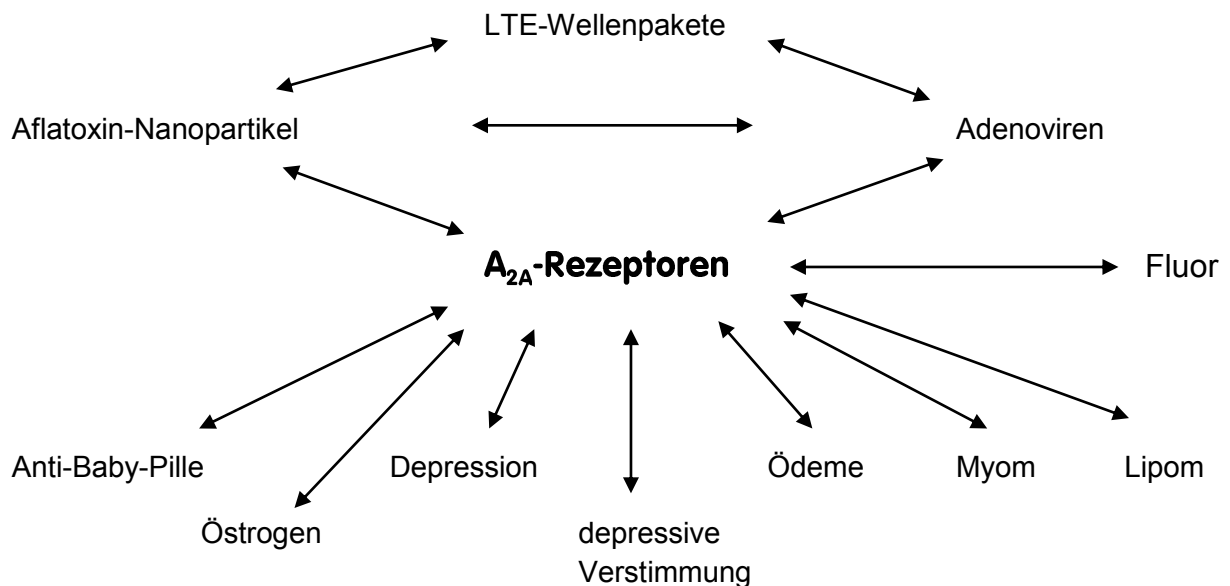 LTE-Wellenpakete
Aflatoxin-Nanopartikel
Adenoviren
A₂A-Rezeptoren
Fluor
Anti-Baby-Pille
Depression
Ödeme
Myom
Lipom
Östrogen
depressive
Verstimmung